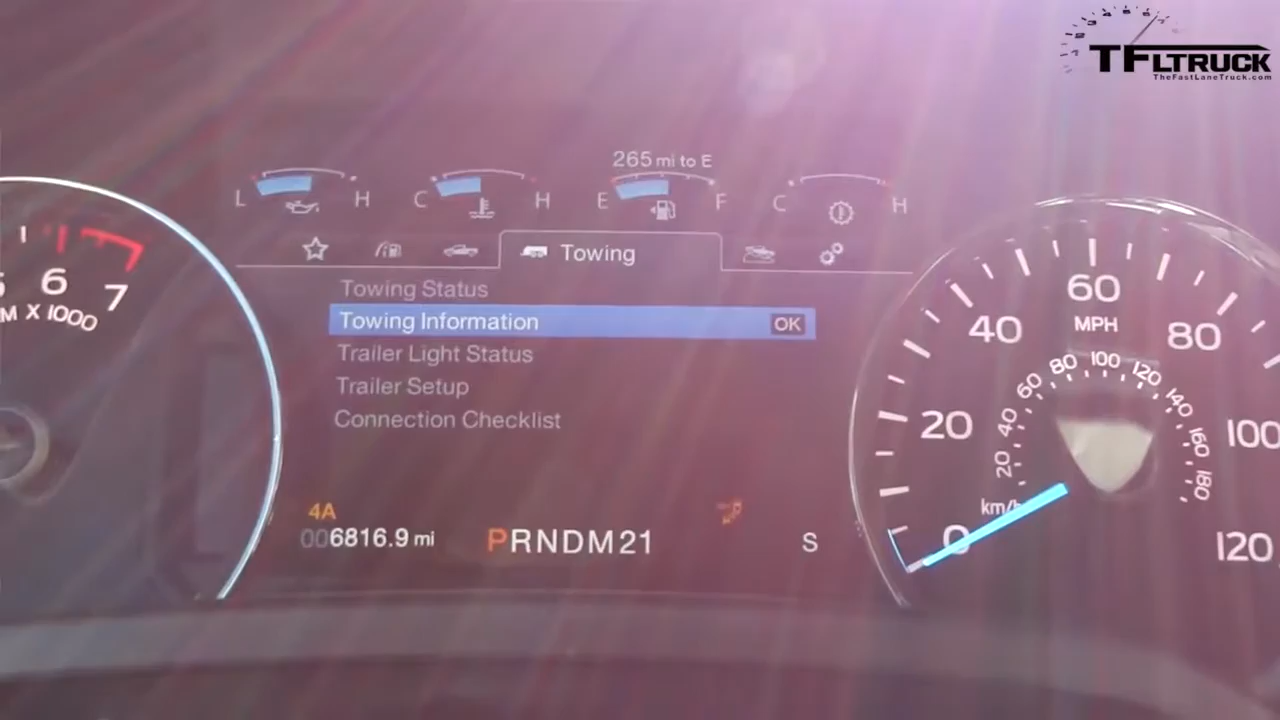 TFLTRUCK
TheFastLaneTruck.com
265 mi to E
L H C H E F C H
Towing
Towing Status
Towing Information OK
Trailer Light Status
Trailer Setup
Connection Checklist
4A
006816.9 mi
PRNDM21
S
6 7
X 1000
0 20 40 60 80 100 120
MPH
20 40 60 80 100 120 140 160 180
km/h